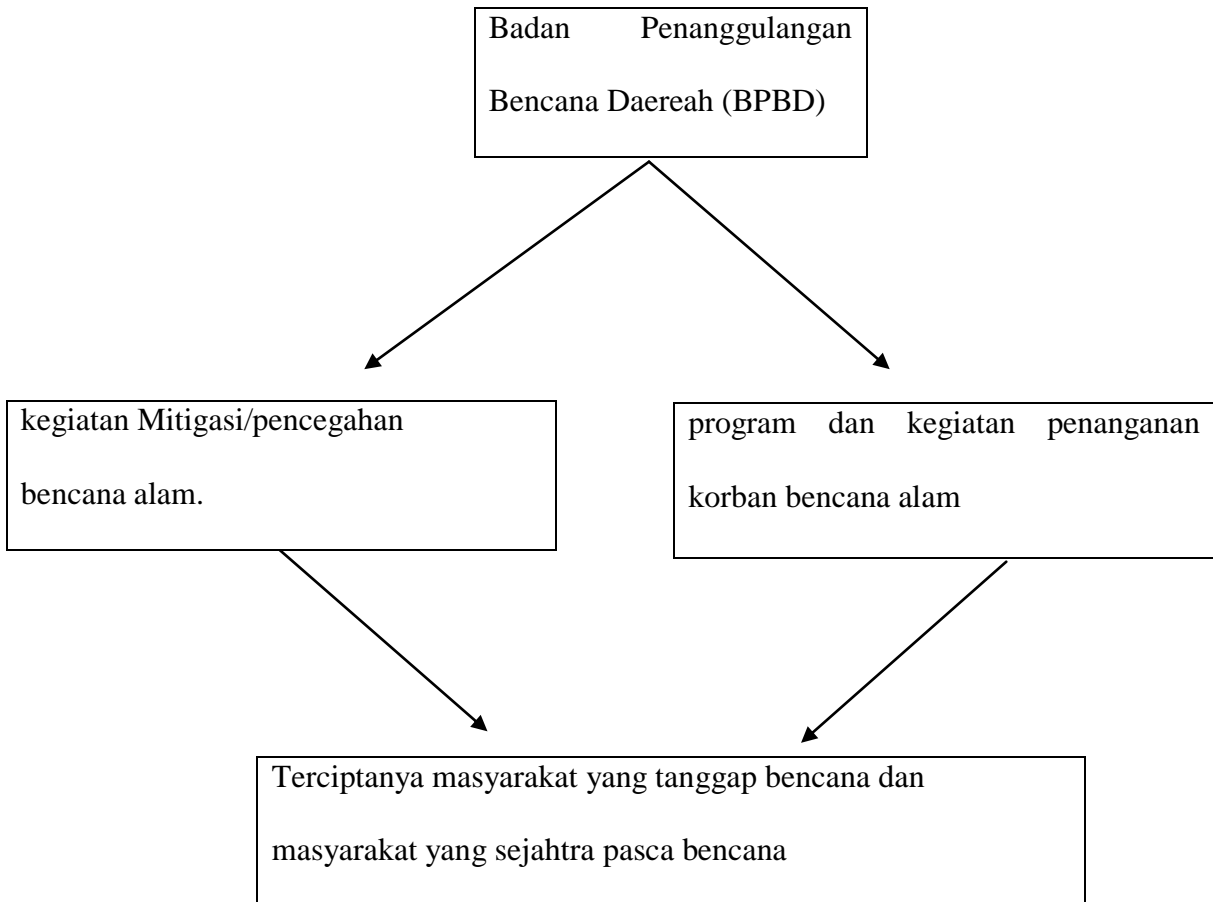 Badan Penanggulangan
Bencana Daereah (BPBD)
kegiatan Mitigasi/pencegahan
bencana alam.
program dan kegiatan penanganan
korban bencana alam
Terciptanya masyarakat yang tanggap bencana dan
masyarakat yang sejahtra pasca bencana